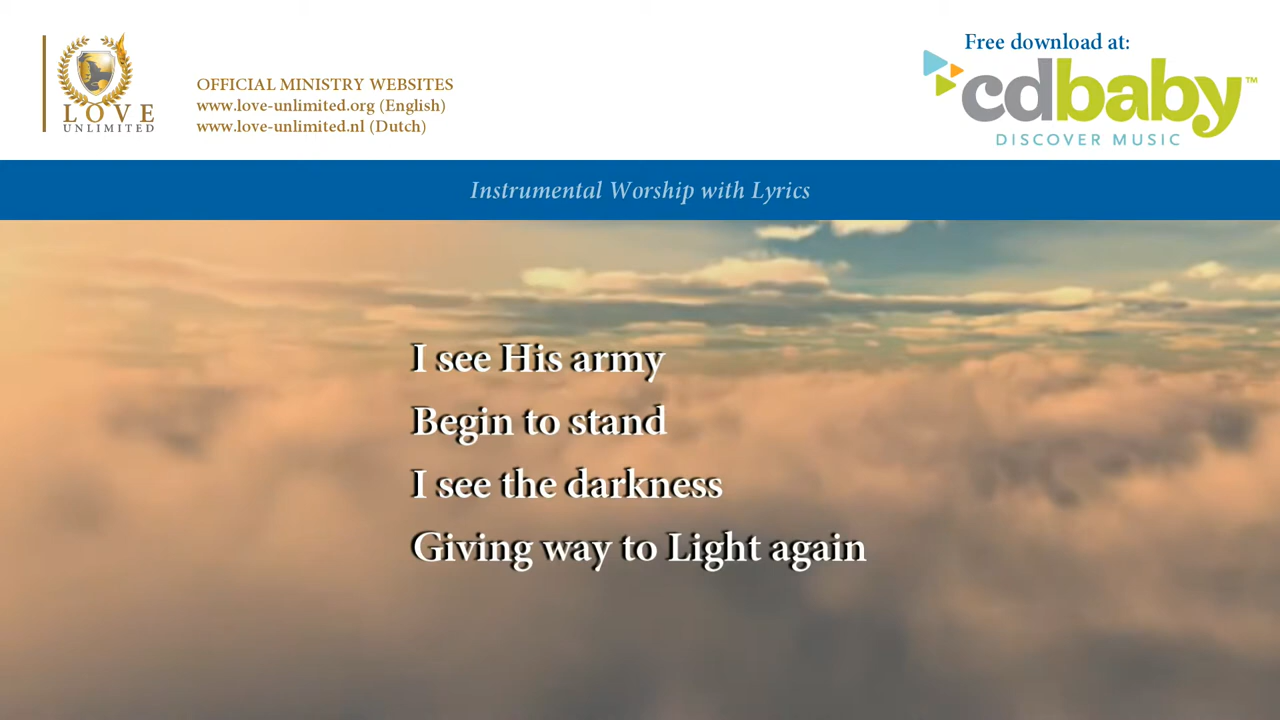 LOVE
UNLIMITED
OFFICIAL MINISTRY WEBSITES
www.love-unlimited.org (English)
www.love-unlimited.nl (Dutch)
Free download at:
cdbaby™
DISCOVER MUSIC
Instrumental Worship with Lyrics
I see His army
Begin to stand
I see the darkness
Giving way to Light again